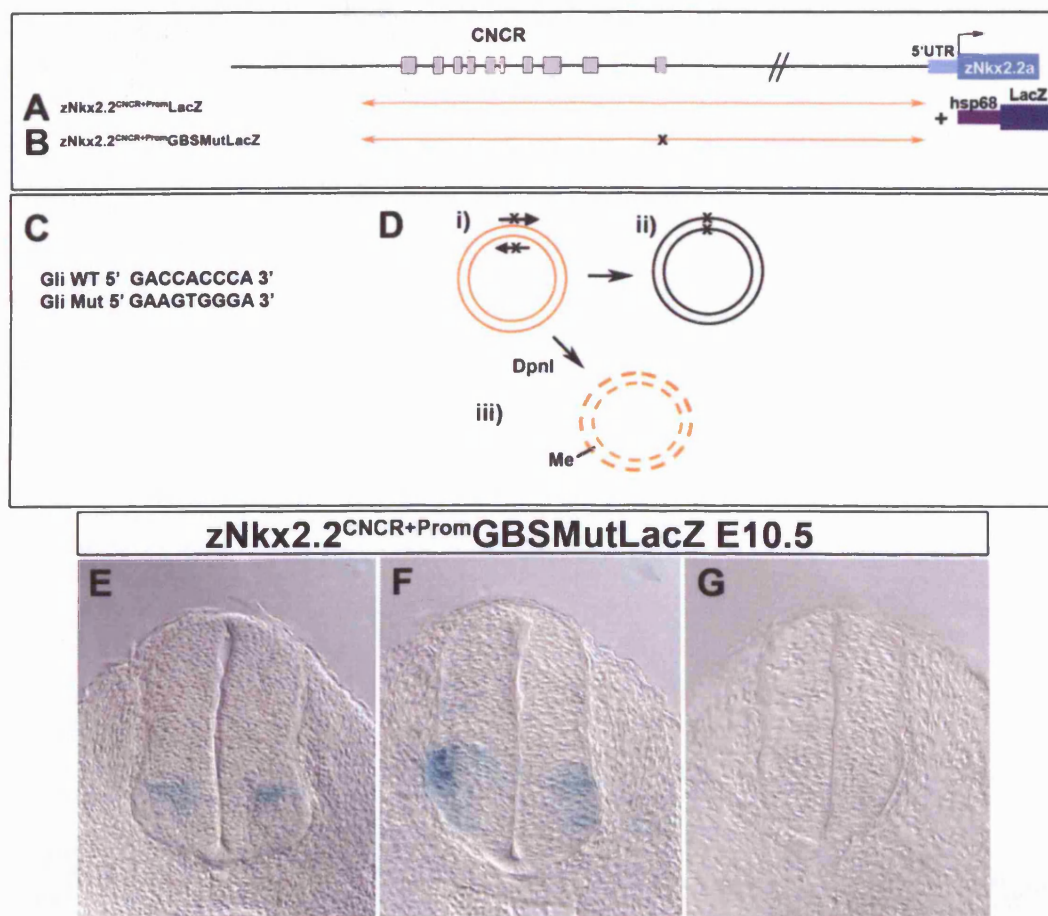 CNCR
5'UTR
zNkx2.2a
A zNkx2.2CNCR+PromLacZ
hsp68 LacZ
+
B zNkx2.2CNCR+PromGBSMutLacZ
x
C
Gli WT 5' GACCACCCA 3'
Gli Mut 5' GAAGTGGGA 3'
D
i)
ii)
DpnI
iii)
Me
zNkx2.2CNCR+PromGBSMutLacZ E10.5
E
F
G